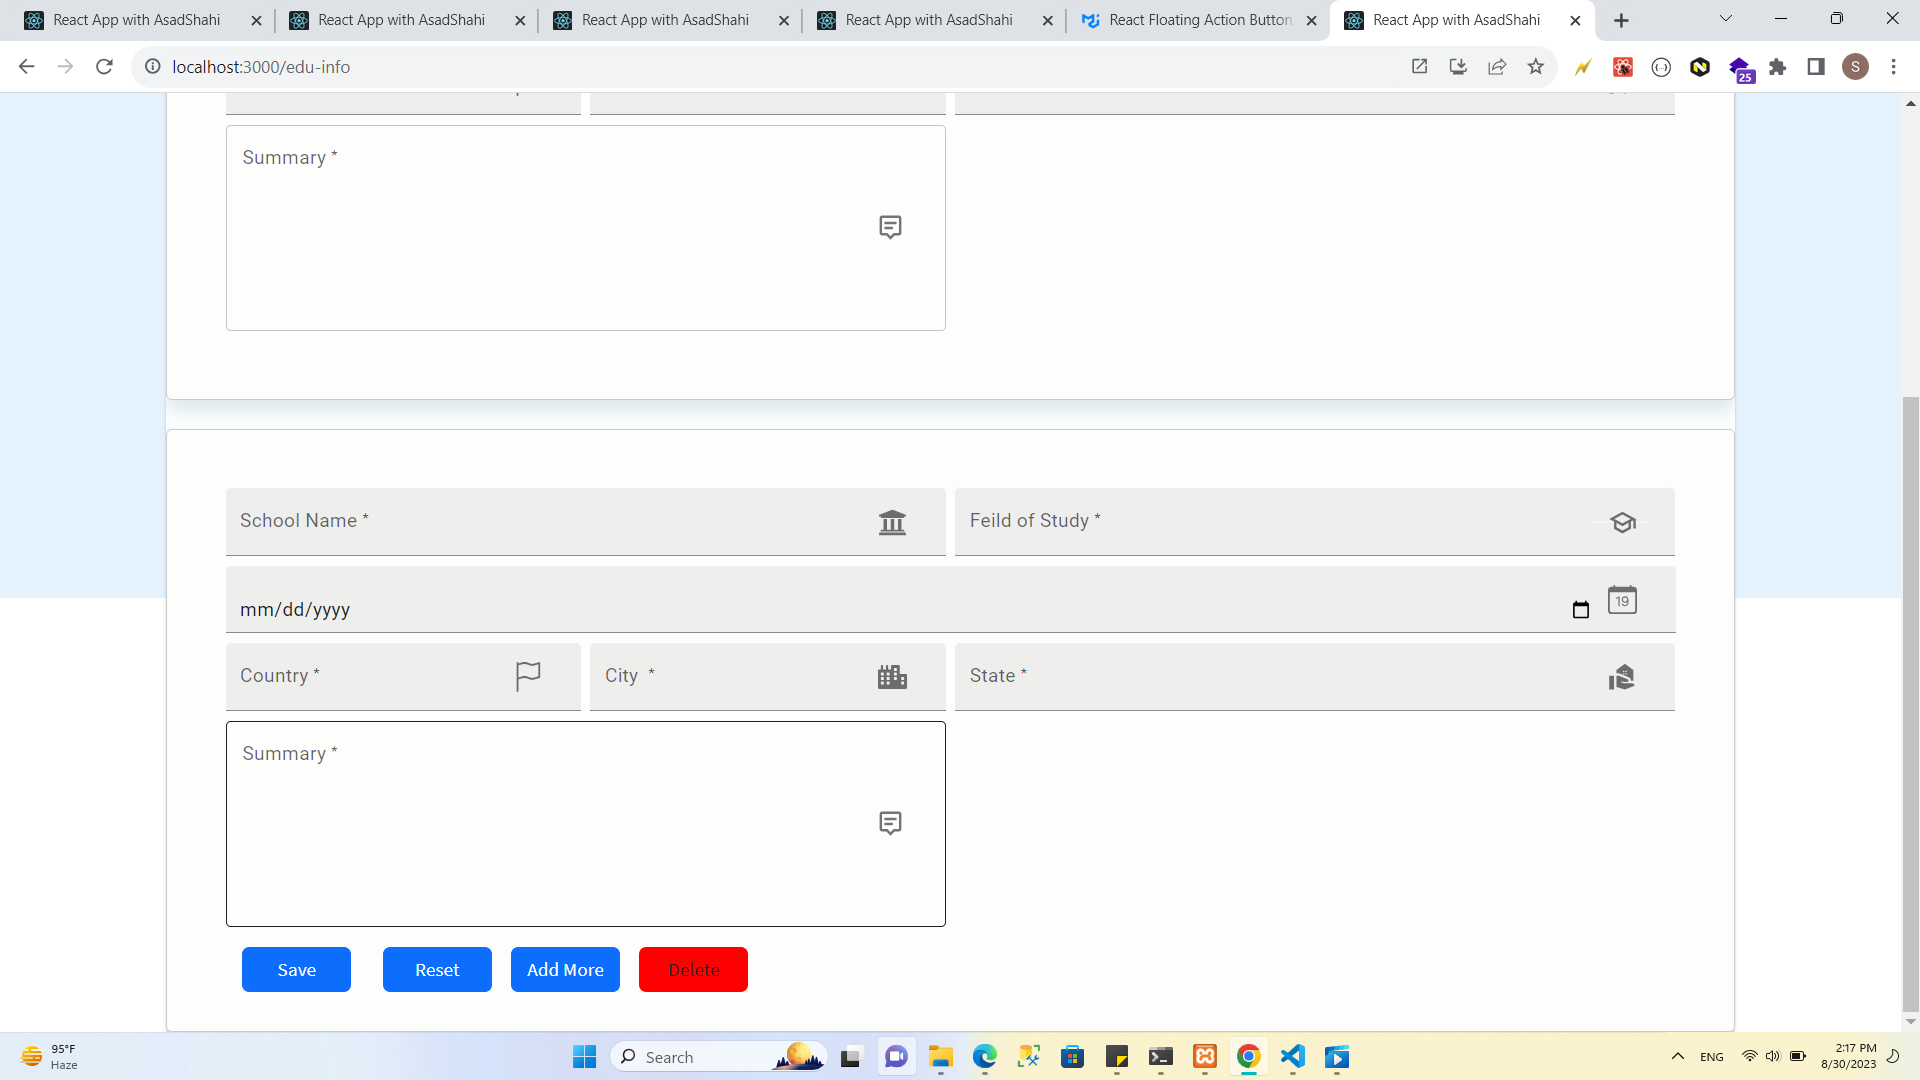 React App with AsadShahi
React App with AsadShahi
React App with AsadShahi
React App with AsadShahi
React Floating Action Button
React App with AsadShahi
localhost:3000/edu-info
25
S
Summary *
School Name *
Feild of Study *
mm/dd/yyyy
19
Country *
City *
State *
Summary *
Save
Reset
Add More
Delete
95°F
Haze
Search
ENG
2:17 PM
8/30/2023